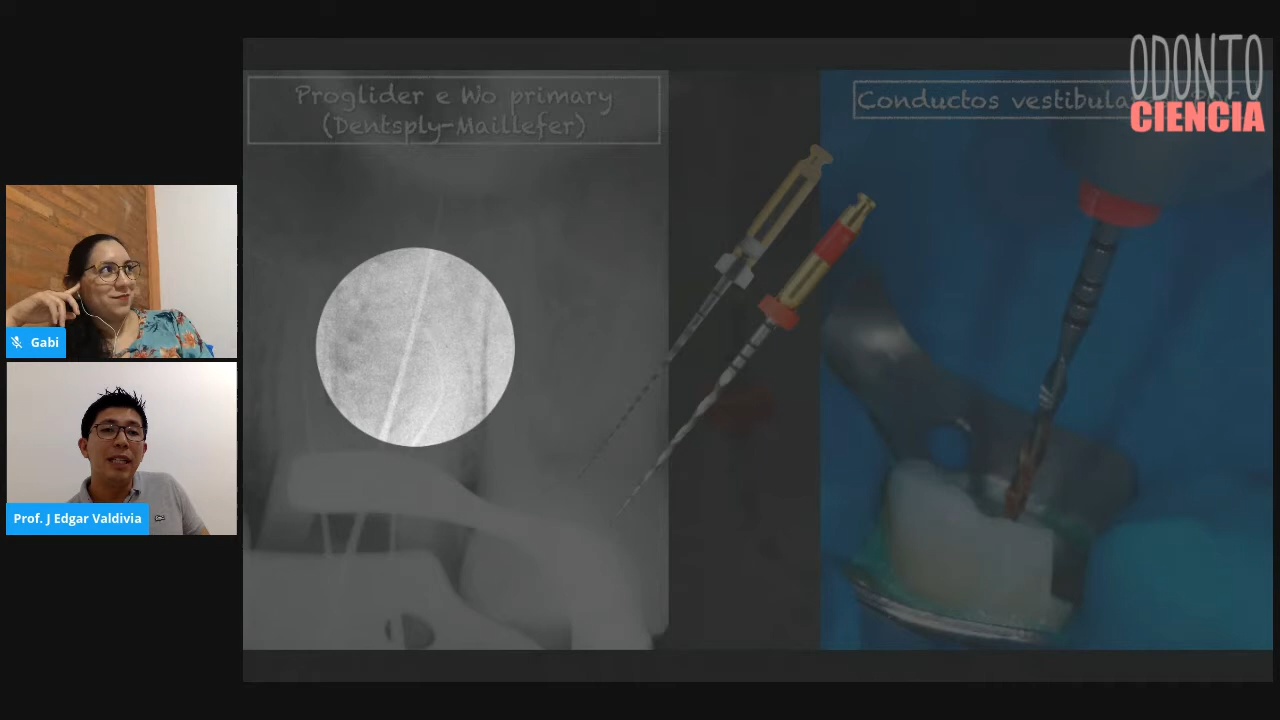 Proglider e Wo primary
(Dentsply-Maillefer)
Conductos vestibula
ODONTO
CIENCIA
Gabi
Prof. J Edgar Valdivia